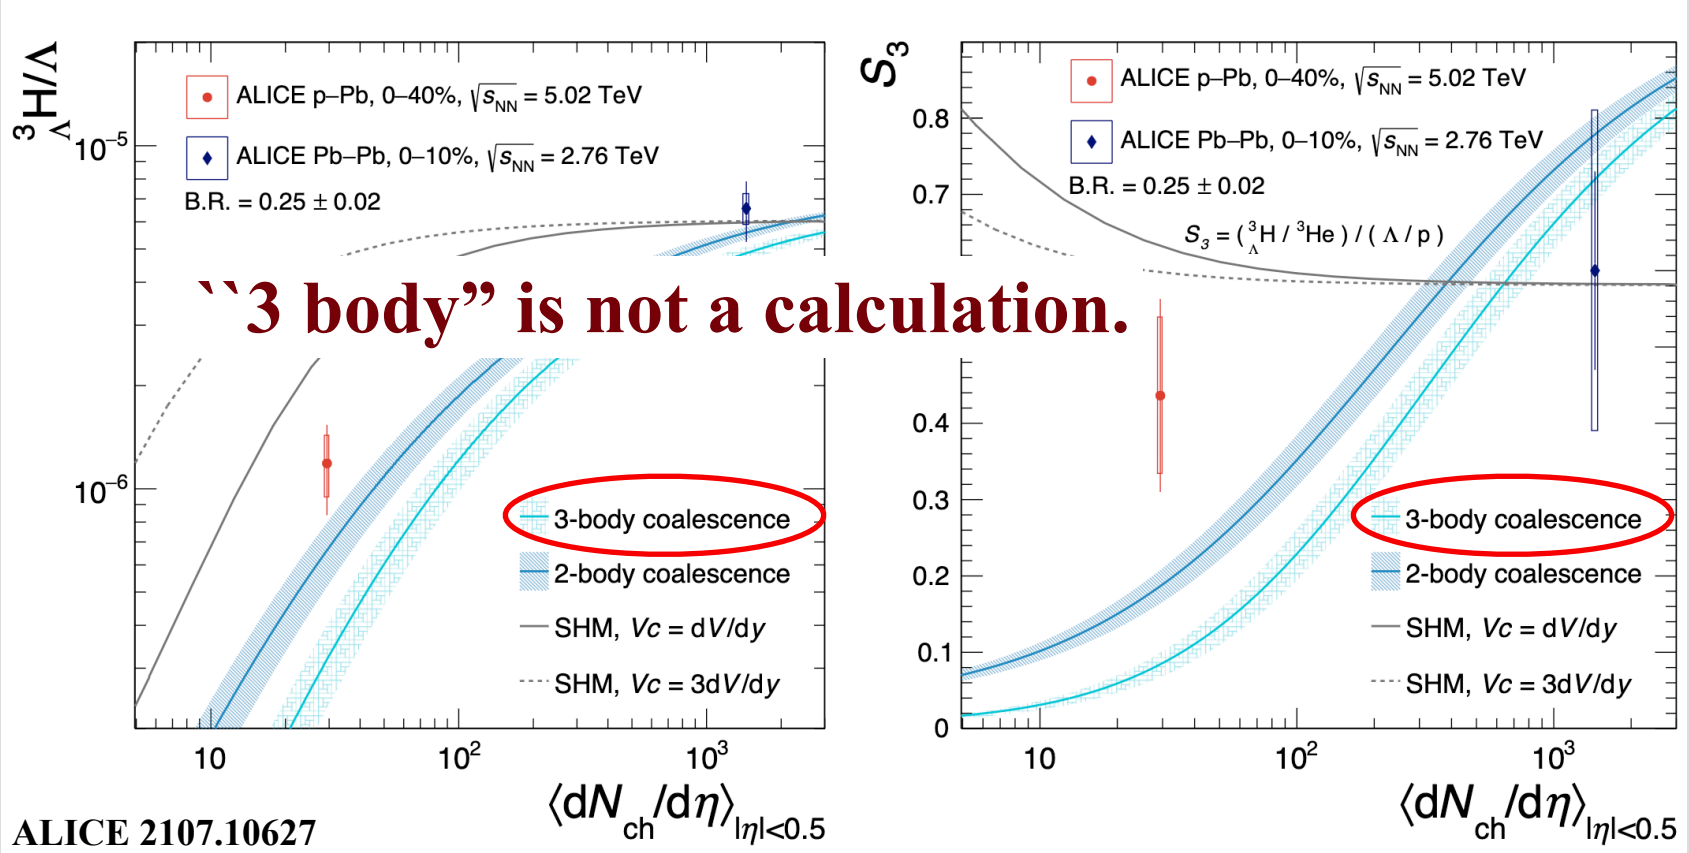 ³ΛH/Λ
10⁻⁵
10⁻⁶
ALICE p–Pb, 0–40%, √sNN = 5.02 TeV
ALICE Pb–Pb, 0–10%, √sNN = 2.76 TeV
B.R. = 0.25 ± 0.02
3-body coalescence
2-body coalescence
SHM, Vc = dV/dy
SHM, Vc = 3dV/dy
10 10² 10³
⟨dNch/dη⟩|η|<0.5
S₃
0.8
0.7
0.4
0.3
0.2
0.1
0
ALICE p–Pb, 0–40%, √sNN = 5.02 TeV
ALICE Pb–Pb, 0–10%, √sNN = 2.76 TeV
B.R. = 0.25 ± 0.02
S₃ = (³ΛH / ³He) / (Λ / p)
3-body coalescence
2-body coalescence
SHM, Vc = dV/dy
SHM, Vc = 3dV/dy
10 10² 10³
⟨dNch/dη⟩|η|<0.5
``3 body” is not a calculation.
ALICE 2107.10627